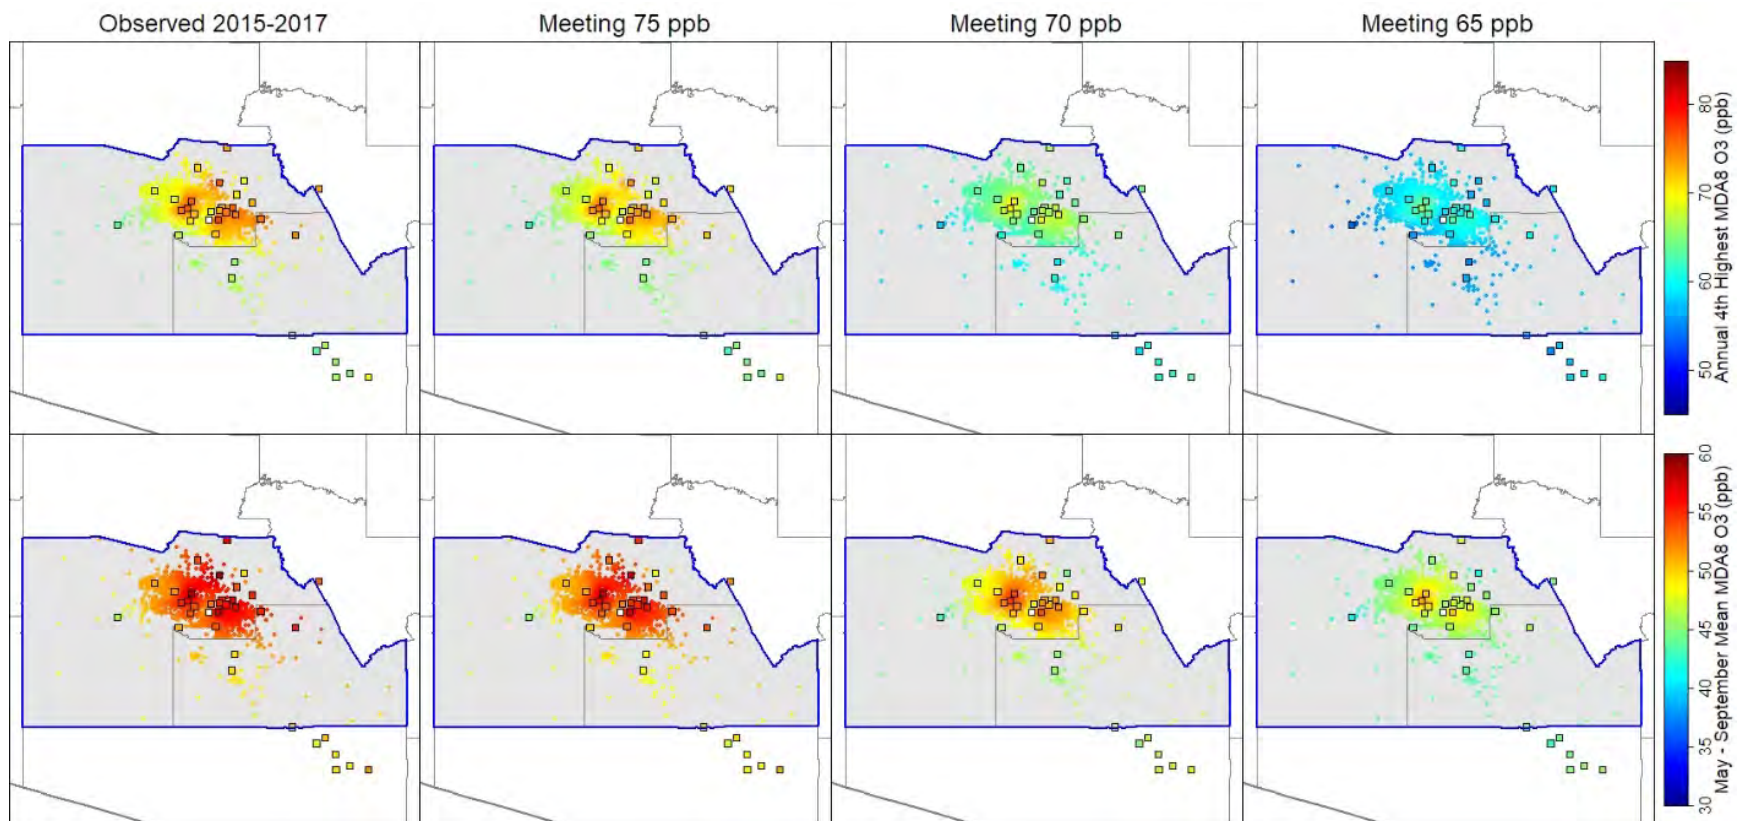 Observed 2015-2017
Meeting 75 ppb
Meeting 70 ppb
Meeting 65 ppb
80
70
60
50
Annual 4th Highest MDA8 O3 (ppb)
60
55
50
45
40
35
30
May - September Mean MDA8 O3 (ppb)